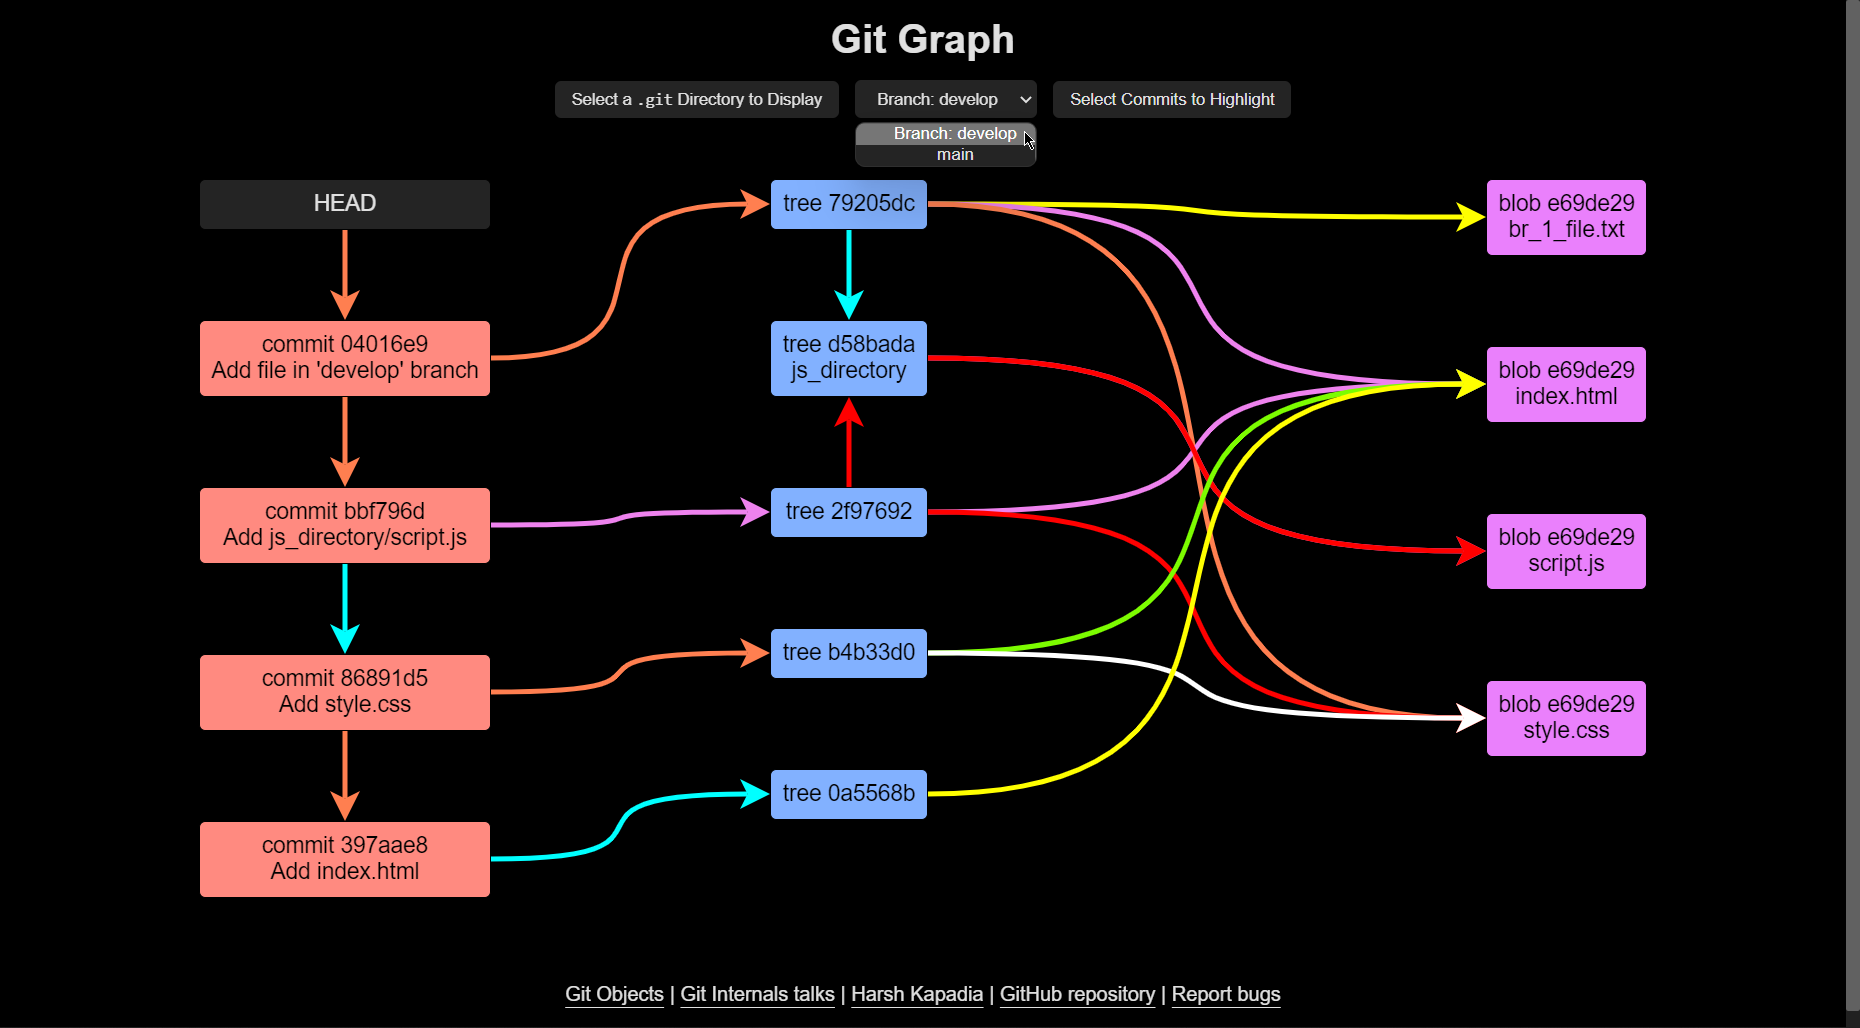 Git Graph
Select a .git Directory to Display
Branch: develop
Select Commits to Highlight
Branch: develop
main
HEAD
commit 04016e9
Add file in 'develop' branch
commit bbf796d
Add js_directory/script.js
commit 86891d5
Add style.css
commit 397aae8
Add index.html
tree 79205dc
tree d58bada
js_directory
tree 2f97692
tree b4b33d0
tree 0a5568b
blob e69de29
br_1_file.txt
blob e69de29
index.html
blob e69de29
script.js
blob e69de29
style.css
Git Objects | Git Internals talks | Harsh Kapadia | GitHub repository | Report bugs